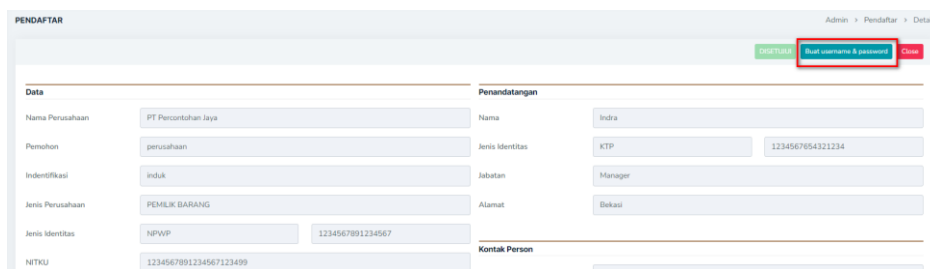 PENDAFTAR
Admin > Pendaftar > Deta
DISETUJUI Buat username & password Close
Data
Nama Perusahaan PT Percontohan Jaya
Pemohon perusahaan
Indentifikasi induk
Jenis Perusahaan PEMILIK BARANG
Jenis Identitas NPWP 1234567891234567
NITKU 1234567891234567123499
Penandatangan
Nama Indra
Jenis Identitas KTP 1234567654321234
Jabatan Manager
Alamat Bekasi
Kontak Person